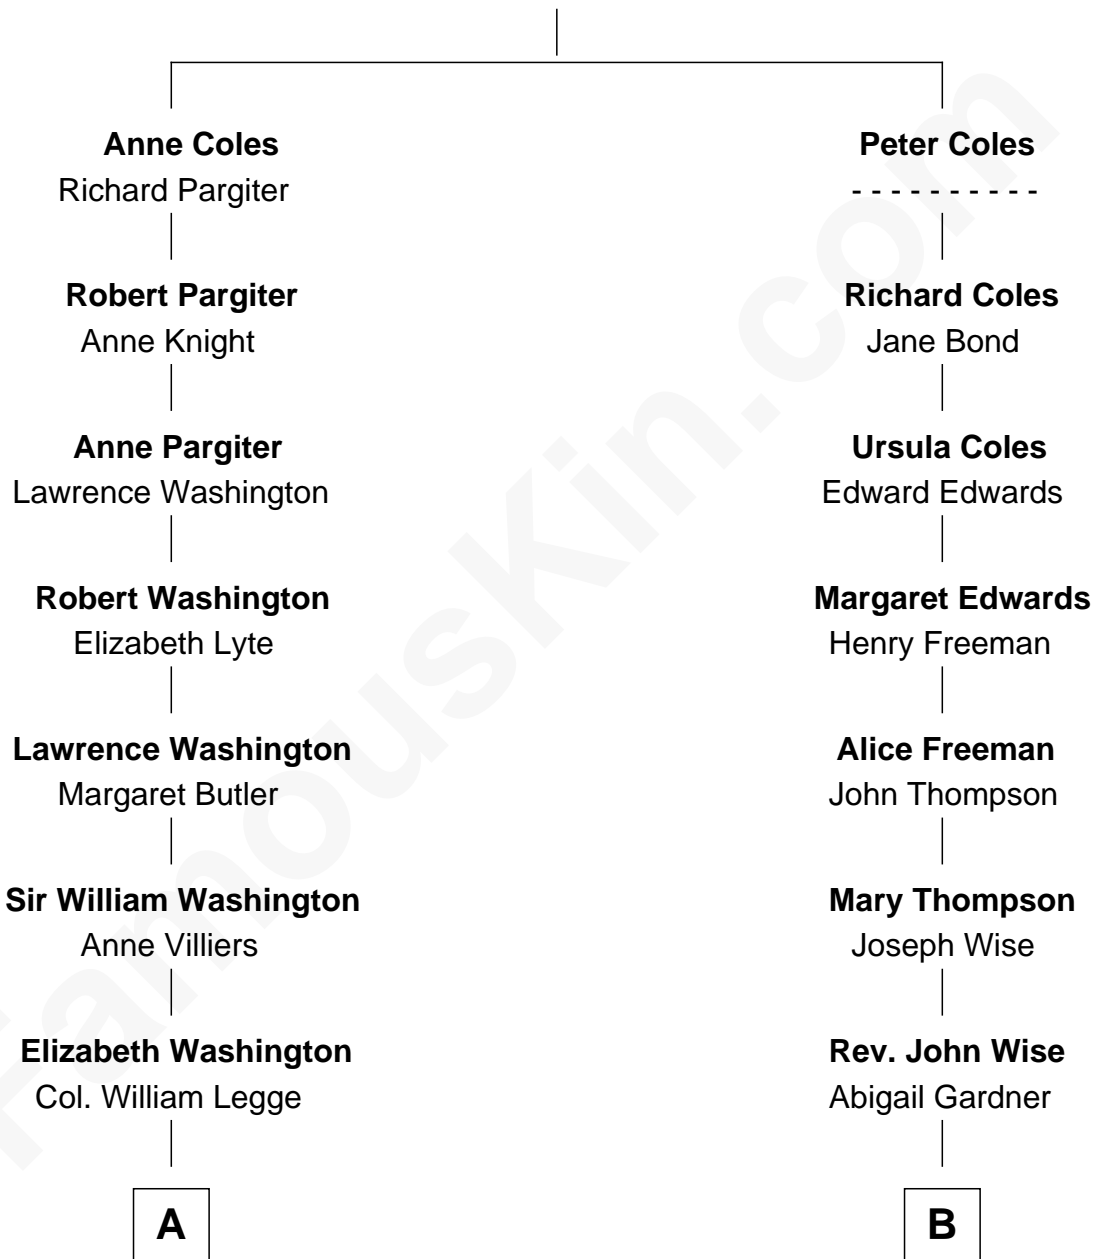 Anne Coles
Richard Pargiter
Peter Coles
- - - - - - - - - -
Robert Pargiter
Anne Knight
Richard Coles
Jane Bond
Anne Pargiter
Lawrence Washington
Ursula Coles
Edward Edwards
Robert Washington
Elizabeth Lyte
Margaret Edwards
Henry Freeman
Lawrence Washington
Margaret Butler
Alice Freeman
John Thompson
Sir William Washington
Anne Villiers
Mary Thompson
Joseph Wise
Elizabeth Washington
Col. William Legge
Rev. John Wise
Abigail Gardner
A
B
FamousKin.com